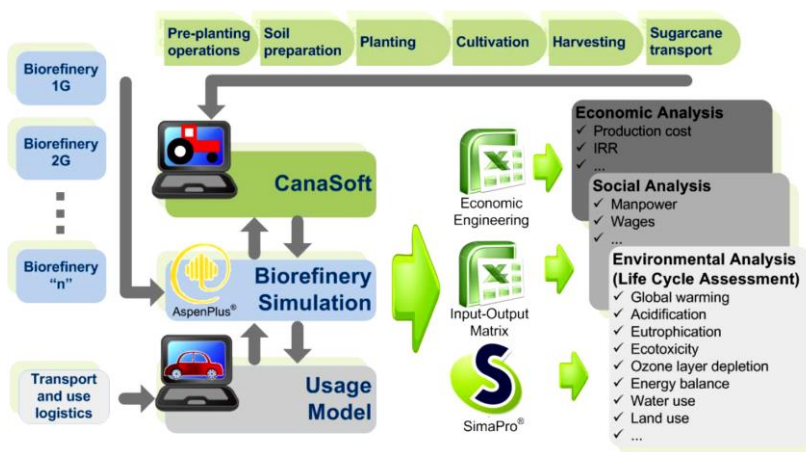 Pre-planting
operations
Soil
preparation
Planting
Cultivation
Harvesting
Sugarcane
transport
Biorefinery
1G
Biorefinery
2G
Biorefinery
“n”
Transport
and use
logistics
CanaSoft
AspenPlus®
Biorefinery
Simulation
Usage
Model
Economic
Engineering
Input-Output
Matrix
SimaPro®
Economic Analysis
✓ Production cost
✓ IRR
✓ ...
Social Analysis
✓ Manpower
✓ Wages
✓ ...
Environmental Analysis
(Life Cycle Assessment)
✓ Global warming
✓ Acidification
✓ Eutrophication
✓ Ecotoxicity
✓ Ozone layer depletion
✓ Energy balance
✓ Water use
✓ Land use
✓ ...